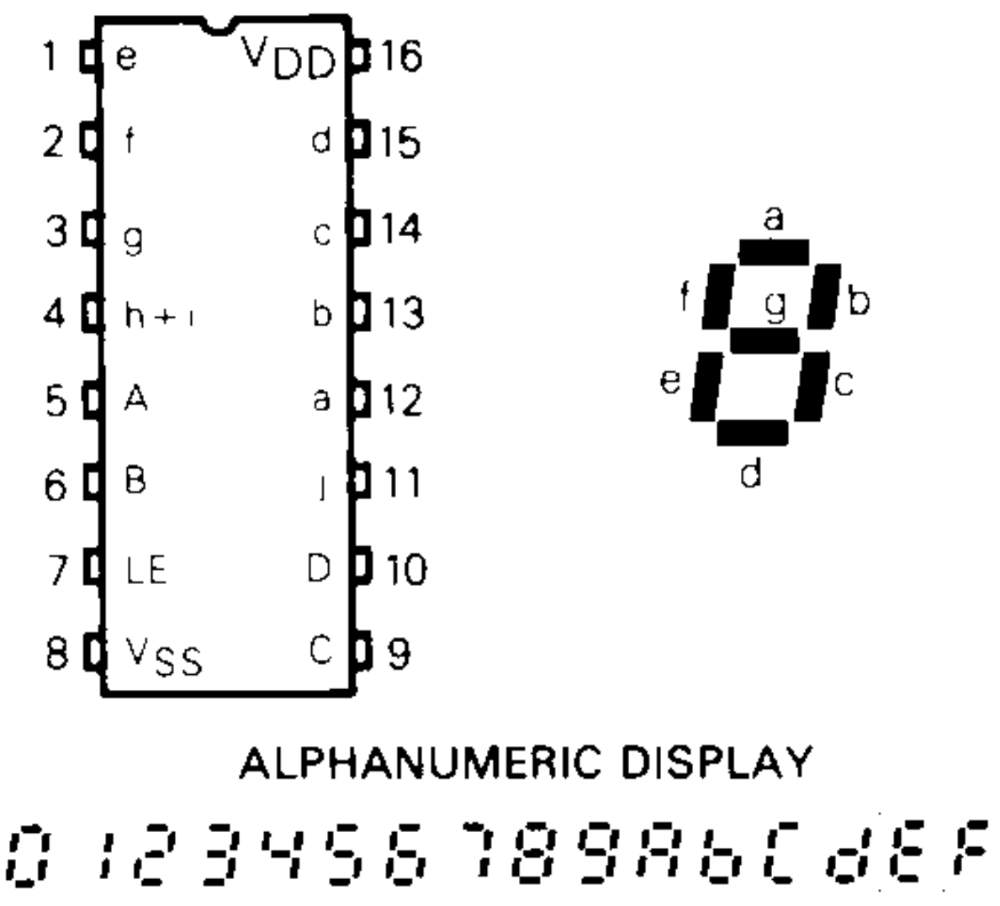 1 e VDD 16
2 f d 15
3 g c 14
4 h+i b 13
5 A a 12
6 B j 11
7 LE D 10
8 VSS C 9
a
f g b
e c
d
ALPHANUMERIC DISPLAY
0 1 2 3 4 5 6 7 8 9 A b C d E F